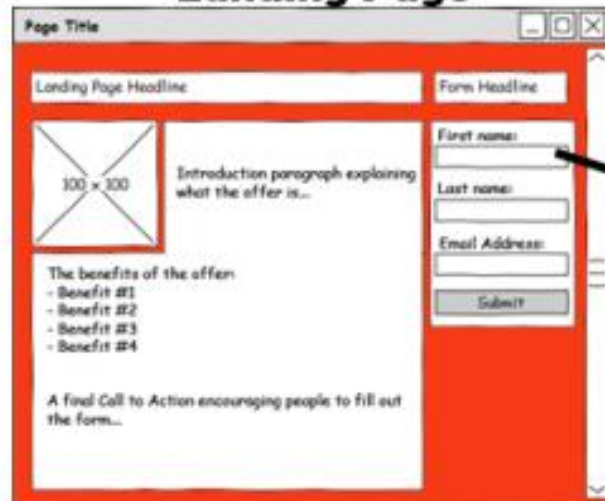 Landing Page
Page Title
Landing Page Headline
Form Headline
100 x 100
Introduction paragraph explaining
what the offer is...
The benefits of the offer:
- Benefit #1
- Benefit #2
- Benefit #3
- Benefit #4
A final Call to Action encouraging people to fill out
the form...
First name:
Last name:
Email Address:
Submit